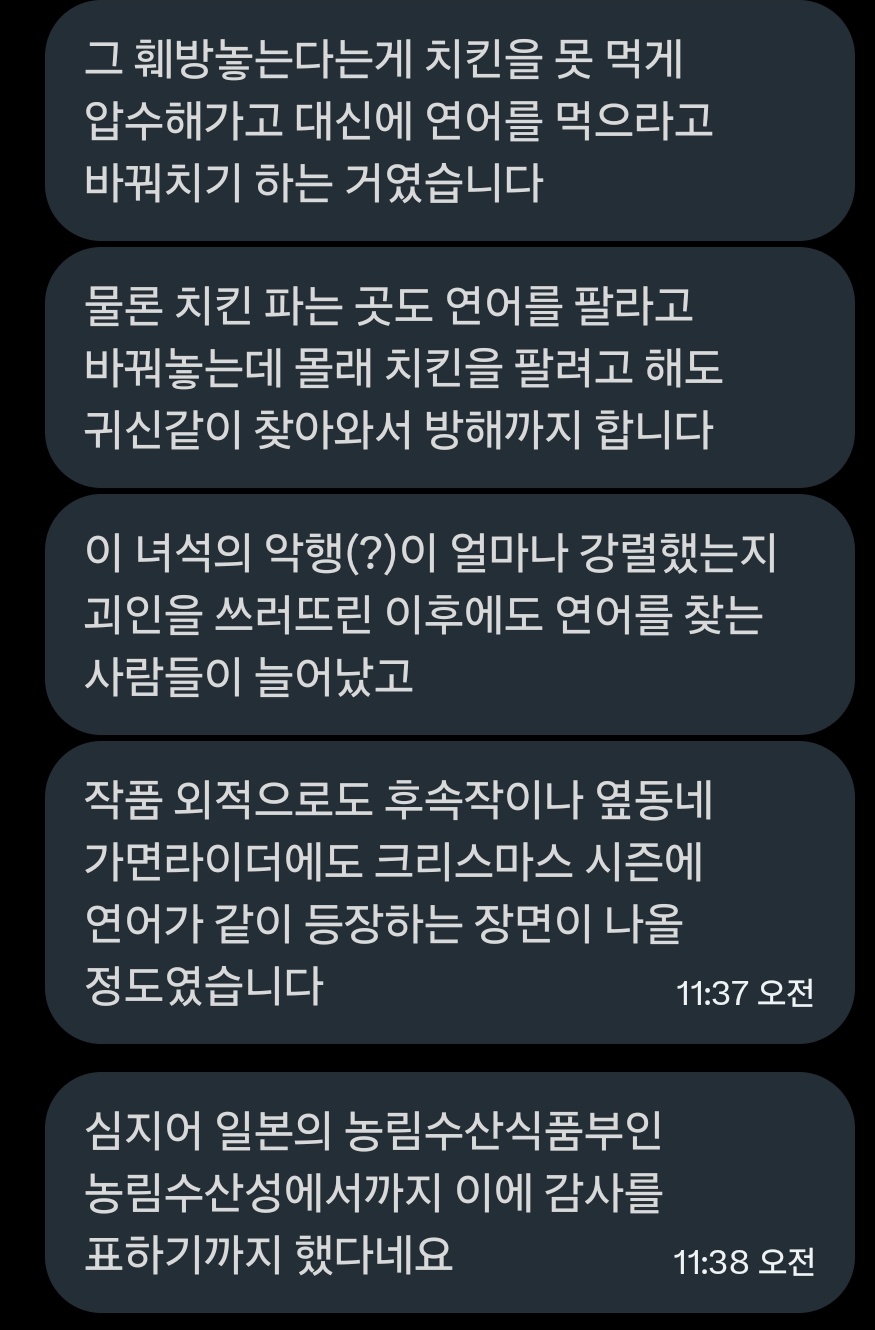 그 훼방놓는다는게 치킨을 못 먹게
압수해가고 대신에 연어를 먹으라고
바꿔치기 하는 거였습니다
물론 치킨 파는 곳도 연어를 팔라고
바꿔놓는데 몰래 치킨을 팔려고 해도
귀신같이 찾아와서 방해까지 합니다
이 녀석의 악행(?)이 얼마나 강렬했는지
괴인을 쓰러뜨린 이후에도 연어를 찾는
사람들이 늘어났고
작품 외적으로도 후속작이나 옆동네
가면라이더에도 크리스마스 시즌에
연어가 같이 등장하는 장면이 나올
정도였습니다
11:37 오전
심지어 일본의 농림수산식품부인
농림수산성에서까지 이에 감사를
표하기까지 했다네요
11:38 오전